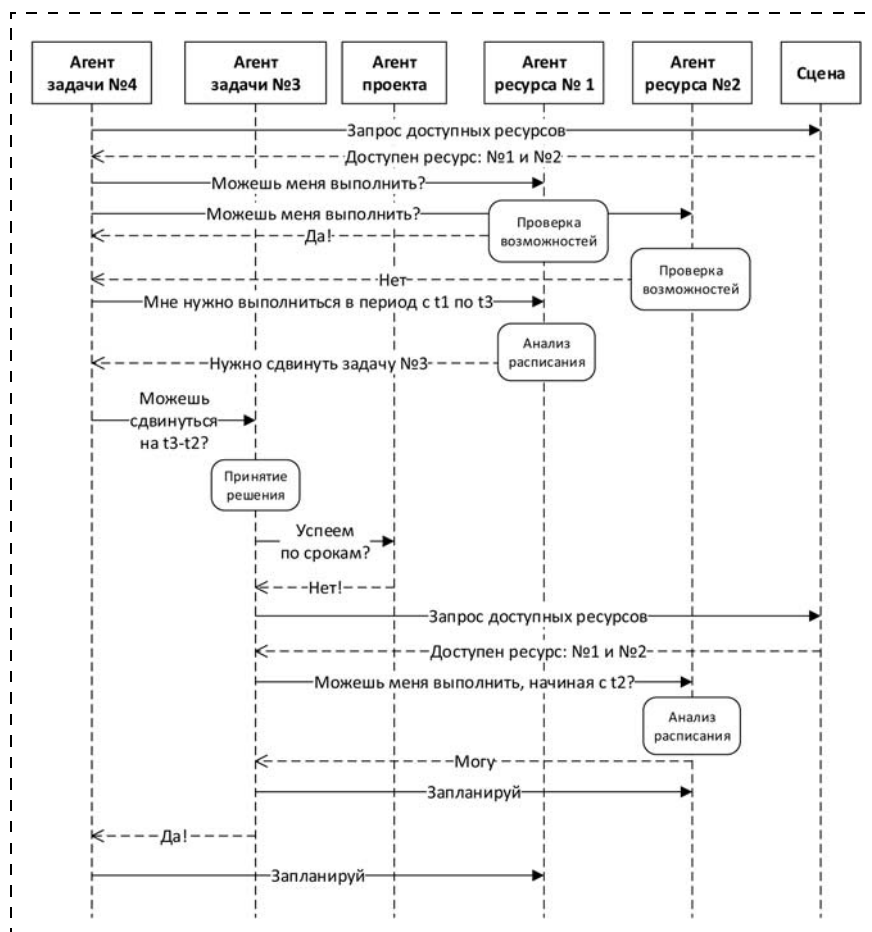 Агент
задачи №4
Агент
задачи №3
Агент
проекта
Агент
ресурса № 1
Агент
ресурса №2
Сцена
Запрос доступных ресурсов
Доступен ресурс: №1 и №2
Можешь меня выполнить?
Можешь меня выполнить?
Проверка
возможностей
Да!
Проверка
возможностей
Нет
Мне нужно выполниться в период с t1 по t3
Анализ
расписания
Нужно сдвинуть задачу №3
Можешь
сдвинуться
на t3-t2?
Принятие
решения
Успеем
по срокам?
Нет!
Запрос доступных ресурсов
Доступен ресурс: №1 и №2
Можешь меня выполнить, начиная с t2?
Анализ
расписания
Могу
Запланируй
Да!
Запланируй